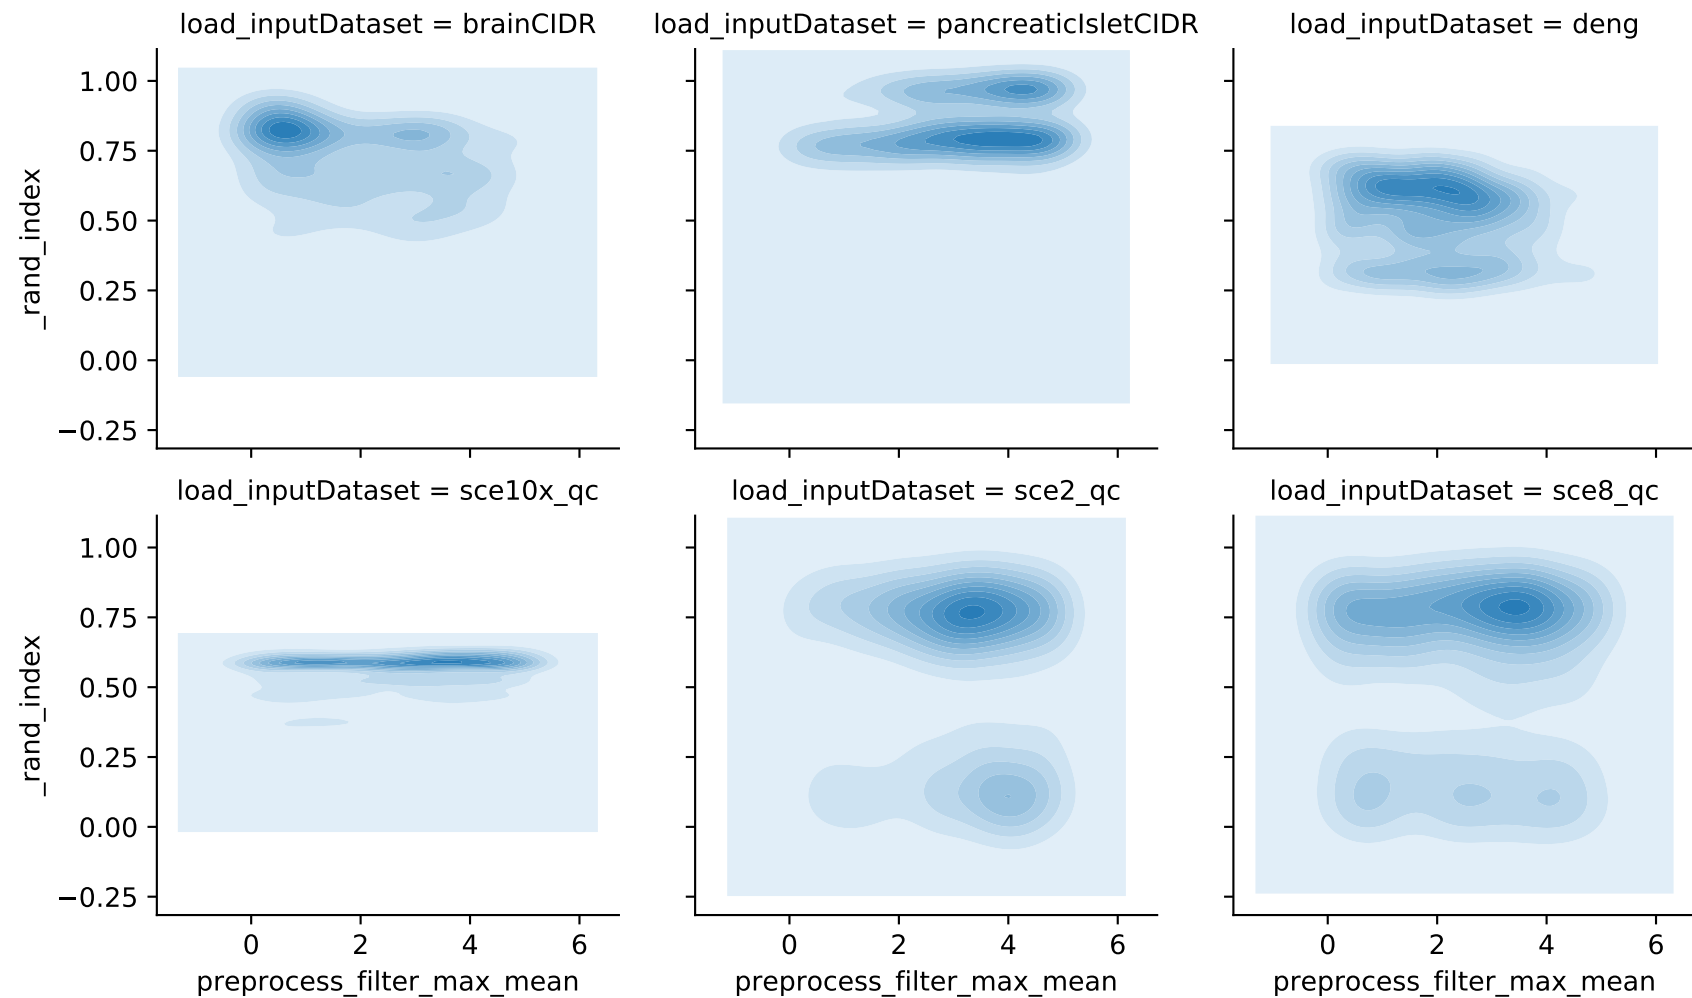 load_inputDataset = brainCIDR
load_inputDataset = pancreaticIsletCIDR
load_inputDataset = deng
_rand_index
1.00
0.75
0.50
0.25
0.00
−0.25
load_inputDataset = sce10x_qc
load_inputDataset = sce2_qc
load_inputDataset = sce8_qc
_rand_index
1.00
0.75
0.50
0.25
0.00
−0.25
0 2 4 6
0 2 4 6
0 2 4 6
preprocess_filter_max_mean
preprocess_filter_max_mean
preprocess_filter_max_mean